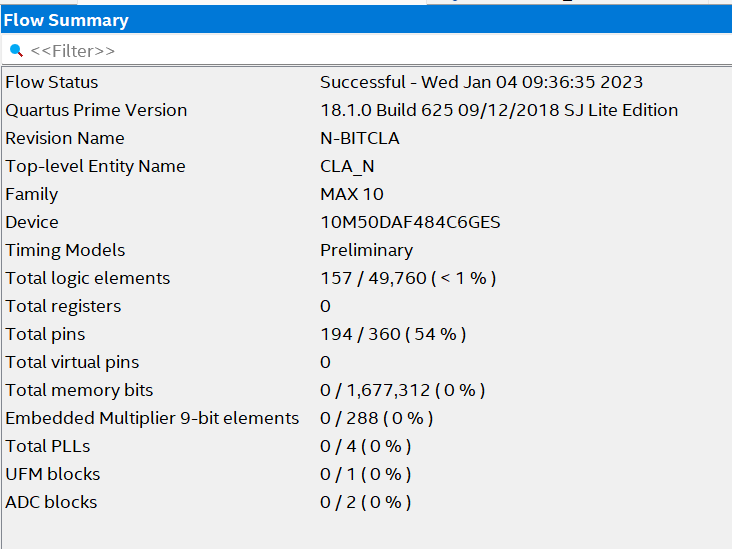 Flow Summary
<<Filter>>
Flow Status Successful - Wed Jan 04 09:36:35 2023
Quartus Prime Version 18.1.0 Build 625 09/12/2018 SJ Lite Edition
Revision Name N-BITCLA
Top-level Entity Name CLA_N
Family MAX 10
Device 10M50DAF484C6GES
Timing Models Preliminary
Total logic elements 157 / 49,760 ( < 1 % )
Total registers 0
Total pins 194 / 360 ( 54 % )
Total virtual pins 0
Total memory bits 0 / 1,677,312 ( 0 % )
Embedded Multiplier 9-bit elements 0 / 288 ( 0 % )
Total PLLs 0 / 4 ( 0 % )
UFM blocks 0 / 1 ( 0 % )
ADC blocks 0 / 2 ( 0 % )